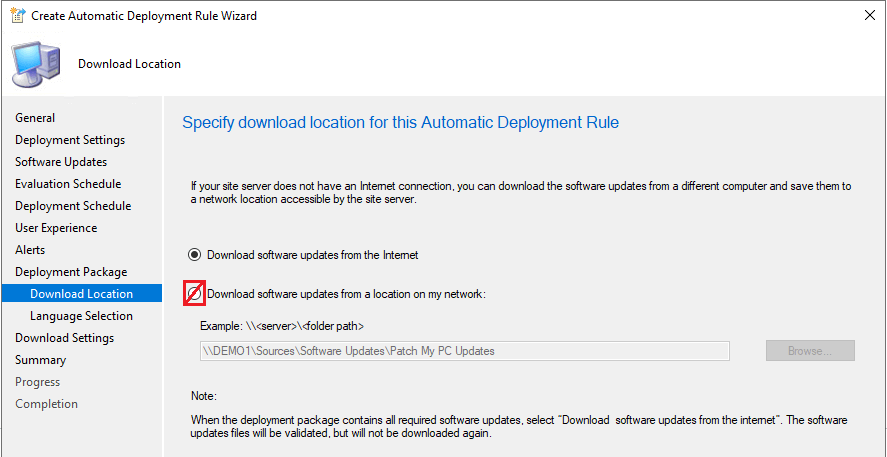 Create Automatic Deployment Rule Wizard
Download Location
General
Deployment Settings
Software Updates
Evaluation Schedule
Deployment Schedule
User Experience
Alerts
Deployment Package
Download Location
Language Selection
Download Settings
Summary
Progress
Completion
Specify download location for this Automatic Deployment Rule
If your site server does not have an Internet connection, you can download the software updates from a different computer and save them to
a network location accessible by the site server.
Download software updates from the Internet
Download software updates from a location on my network:
Example: \\<server>\<folder path>
\\DEMO1\Sources\Software Updates\Patch My PC Updates
Browse...
Note:
When the deployment package contains all required software updates, select "Download  software updates from the internet". The software
updates files will be validated, but will not be downloaded again.